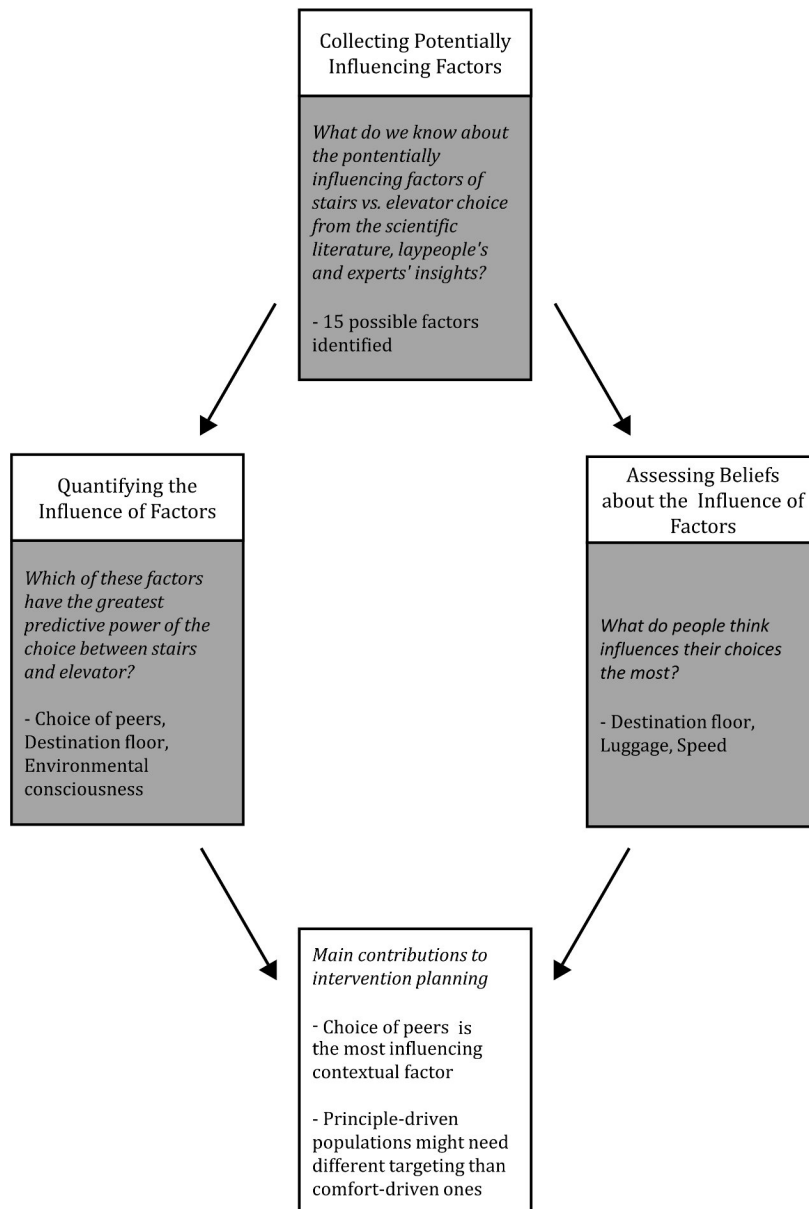 Collecting Potentially
Influencing Factors
What do we know about
the pontentially
influencing factors of
stairs vs. elevator choice
from the scientific
literature, laypeople's
and experts' insights?
- 15 possible factors
identified
Quantifying the
Influence of Factors
Which of these factors
have the greatest
predictive power of the
choice between stairs
and elevator?
- Choice of peers,
Destination floor,
Environmental
consciousness
Assessing Beliefs
about the Influence of
Factors
What do people think
influences their choices
the most?
- Destination floor,
Luggage, Speed
Main contributions to
intervention planning
- Choice of peers is
the most influencing
contextual factor
- Principle-driven
populations might need
different targeting than
comfort-driven ones